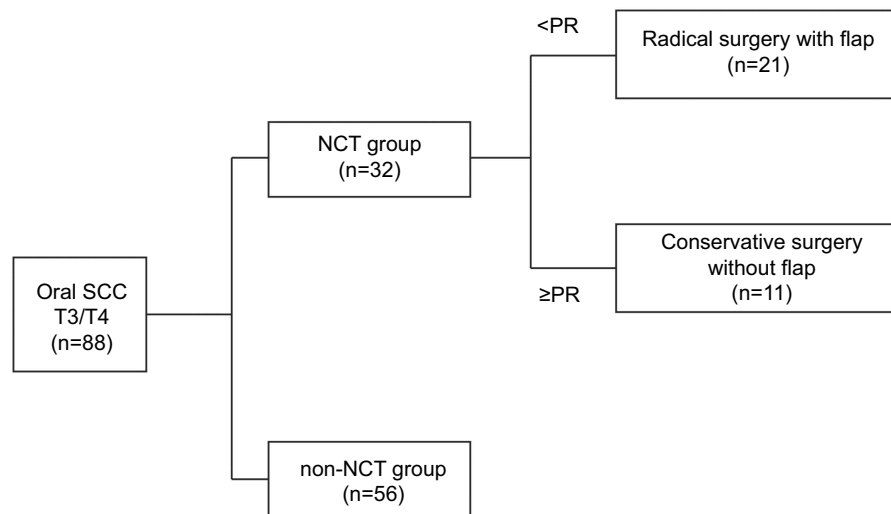 Oral SCC
T3/T4
(n=88)
NCT group
(n=32)
non-NCT group
(n=56)
<PR
Radical surgery with flap
(n=21)
≥PR
Conservative surgery
without flap
(n=11)